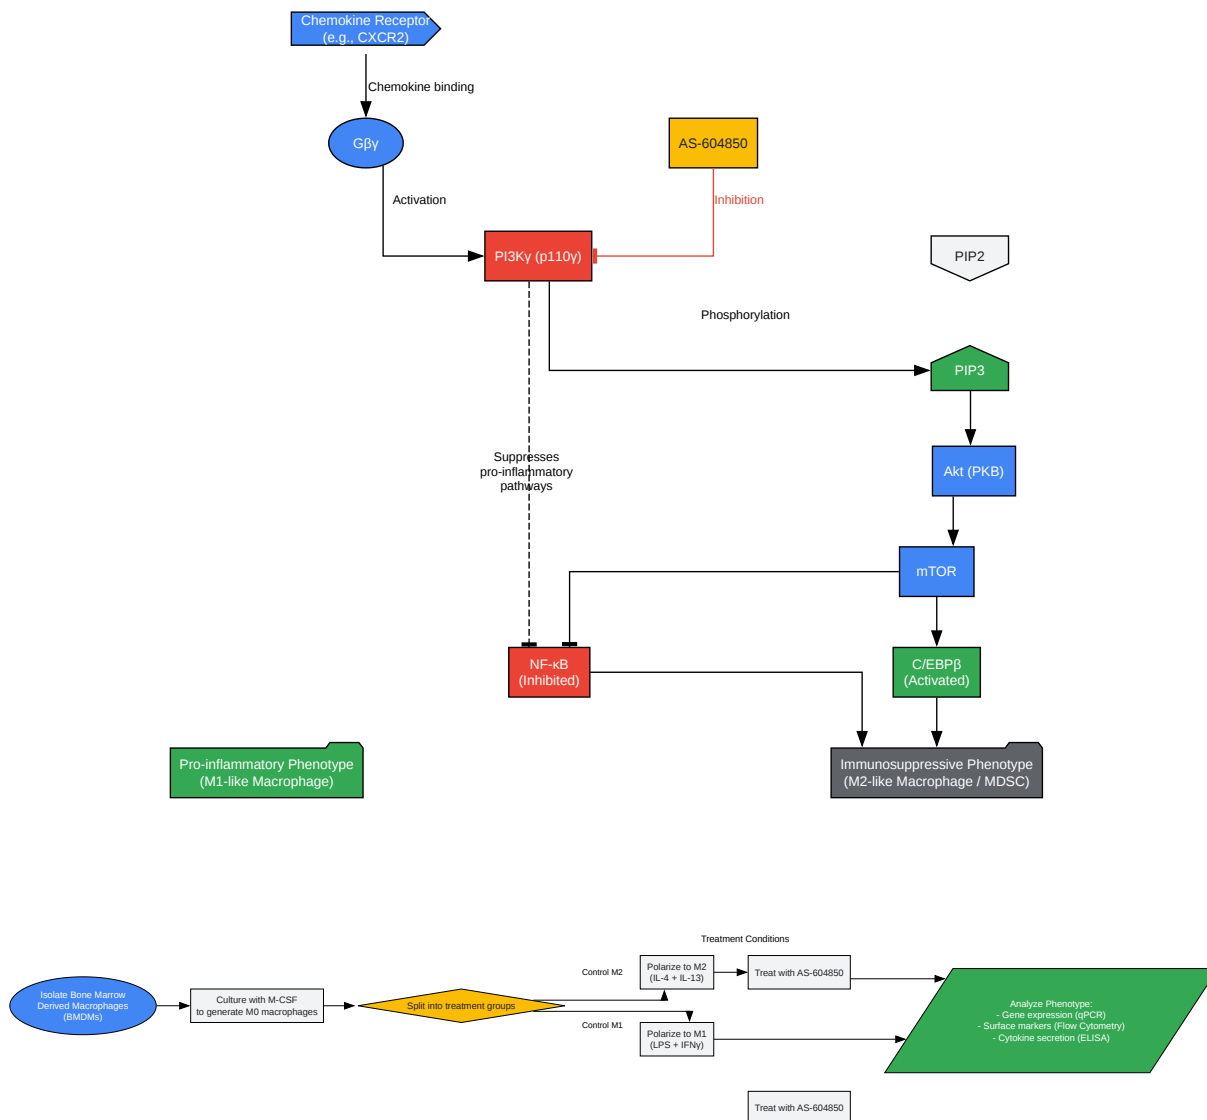 Chemokine Receptor
(e.g., CXCR2)
Chemokine binding
Gβγ
AS-604850
Activation
Inhibition
PI3Kγ (p110γ)
PIP2
Phosphorylation
PIP3
Suppresses
pro-inflammatory
pathways
Akt (PKB)
mTOR
NF-κB
(Inhibited)
C/EBPβ
(Activated)
Pro-inflammatory Phenotype
(M1-like Macrophage)
Immunosuppressive Phenotype
(M2-like Macrophage / MDSC)
Treatment Conditions
Isolate Bone Marrow
Derived Macrophages
(BMDMs)
Culture with M-CSF
to generate M0 macrophages
Split into treatment groups
Control M2
Polarize to M2
(IL-4 + IL-13)
Treat with AS-604850
Control M1
Polarize to M1
(LPS + IFNγ)
Analyze Phenotype:
- Gene expression (qPCR)
- Surface markers (Flow Cytometry)
- Cytokine secretion (ELISA)
Treat with AS-604850